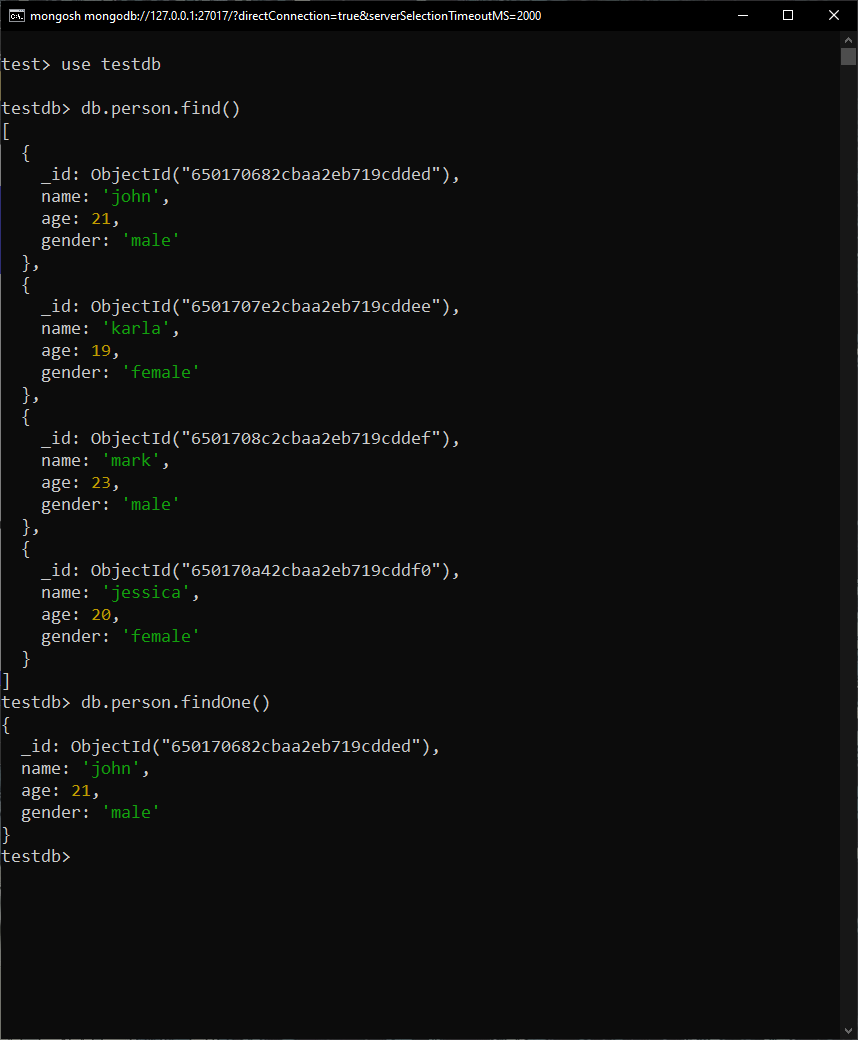 mongosh mongodb://127.0.0.1:27017/?directConnection=true&serverSelectionTimeoutMS=2000
test> use testdb
testdb> db.person.find()
[
  {
    _id: ObjectId("650170682cbaa2eb719cdded"),
    name: 'john',
    age: 21,
    gender: 'male'
  },
  {
    _id: ObjectId("6501707e2cbaa2eb719cddee"),
    name: 'karla',
    age: 19,
    gender: 'female'
  },
  {
    _id: ObjectId("6501708c2cbaa2eb719cddef"),
    name: 'mark',
    age: 23,
    gender: 'male'
  },
  {
    _id: ObjectId("650170a42cbaa2eb719cddf0"),
    name: 'jessica',
    age: 20,
    gender: 'female'
  }
]
testdb> db.person.findOne()
{
  _id: ObjectId("650170682cbaa2eb719cdded"),
  name: 'john',
  age: 21,
  gender: 'male'
}
testdb>